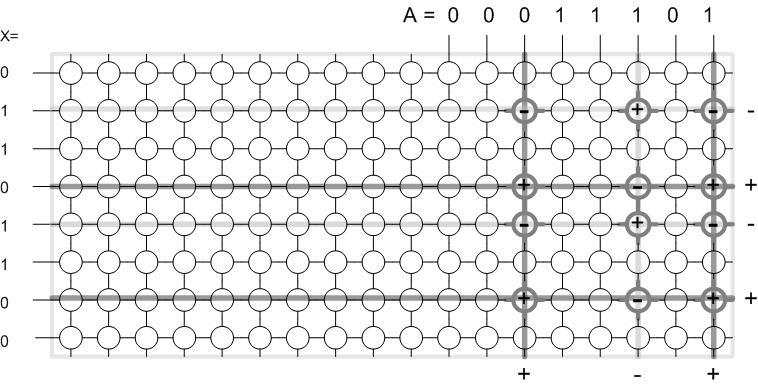 A = 0 0 0 1 1 1 0 1
X=
0
1 - + - -
1
0 + - + +
1 - + - -
1
0 + - + +
0
+ - +